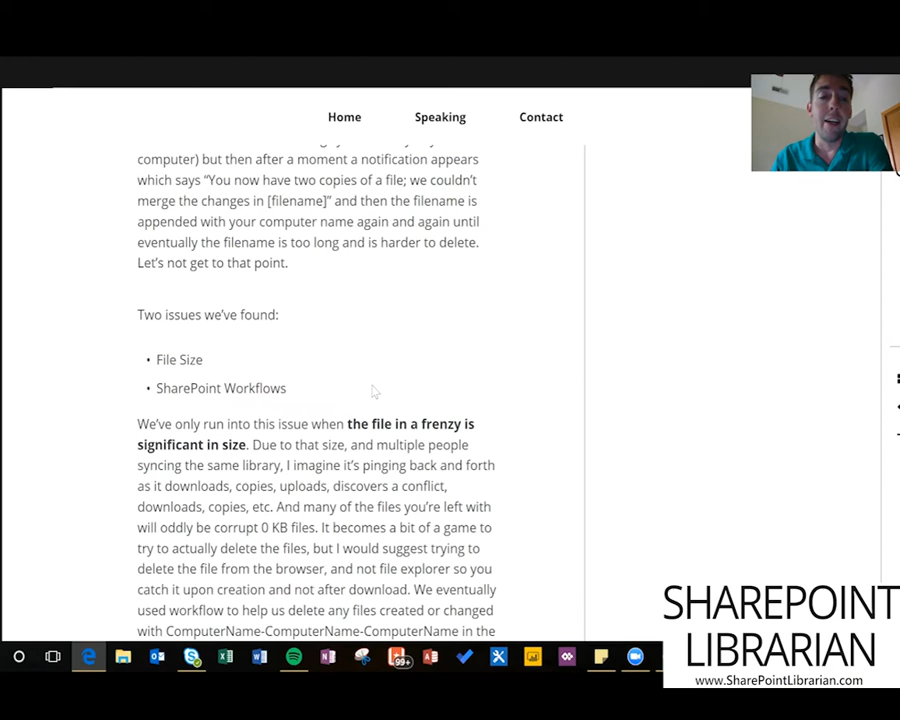 Home Speaking Contact
computer) but then after a moment a notification appears
which says “You now have two copies of a file; we couldn’t
merge the changes in [filename]” and then the filename is
appended with your computer name again and again until
eventually the filename is too long and is harder to delete.
Let’s not get to that point.
Two issues we’ve found:
• File Size
• SharePoint Workflows
We’ve only run into this issue when the file in a frenzy is
significant in size. Due to that size, and multiple people
syncing the same library, I imagine it’s pinging back and forth
as it downloads, copies, uploads, discovers a conflict,
downloads, copies, etc. And many of the files you’re left with
will oddly be corrupt 0 KB files. It becomes a bit of a game to
try to actually delete the files, but I would suggest trying to
delete the file from the browser, and not file explorer so you
catch it upon creation and not after download. We eventually
used workflow to help us delete any files created or changed
with ComputerName-ComputerName-ComputerName in the
99+
SHAREPOINT
LIBRARIAN
www.SharePointLibrarian.com